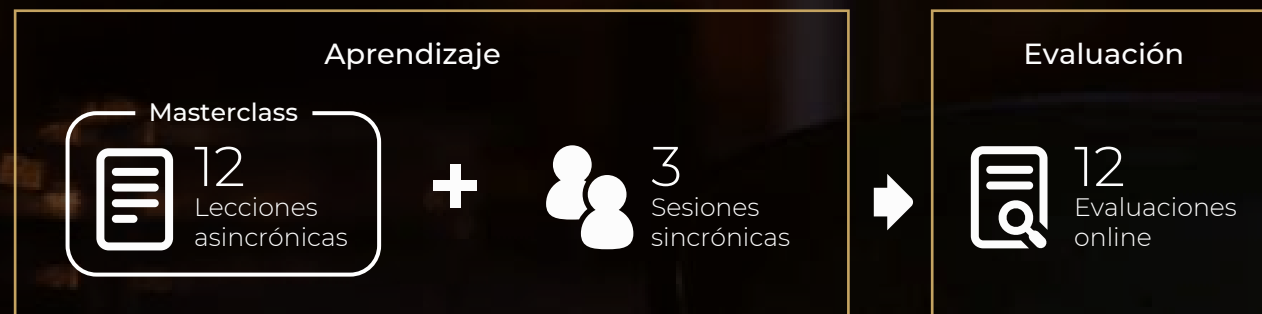 Aprendizaje
Masterclass
12
Lecciones
asincrónicas
3
Sesiones
sincrónicas
Evaluación
12
Evaluaciones
online